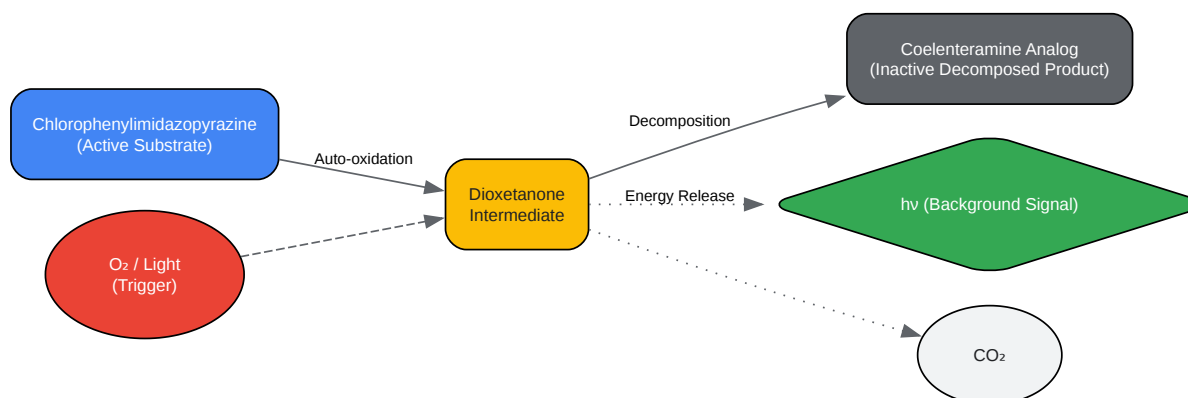 Coelenteramine Analog
(Inactive Decomposed Product)
Chlorophenylimidazopyrazine
(Active Substrate)
Decomposition
Auto-oxidation
Dioxetanone
Intermediate
Energy Release
hν (Background Signal)
O₂ / Light
(Trigger)
CO₂